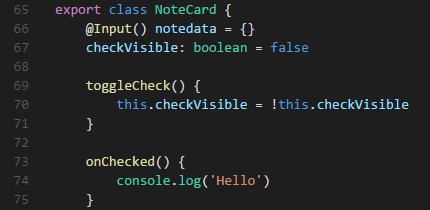 65 export class NoteCard {
66 @Input() notedata = {}
67 checkVisible: boolean = false
68
69 toggleCheck() {
70 this.checkVisible = !this.checkVisible
71 }
72
73 onChecked() {
74 console.log('Hello')
75 }